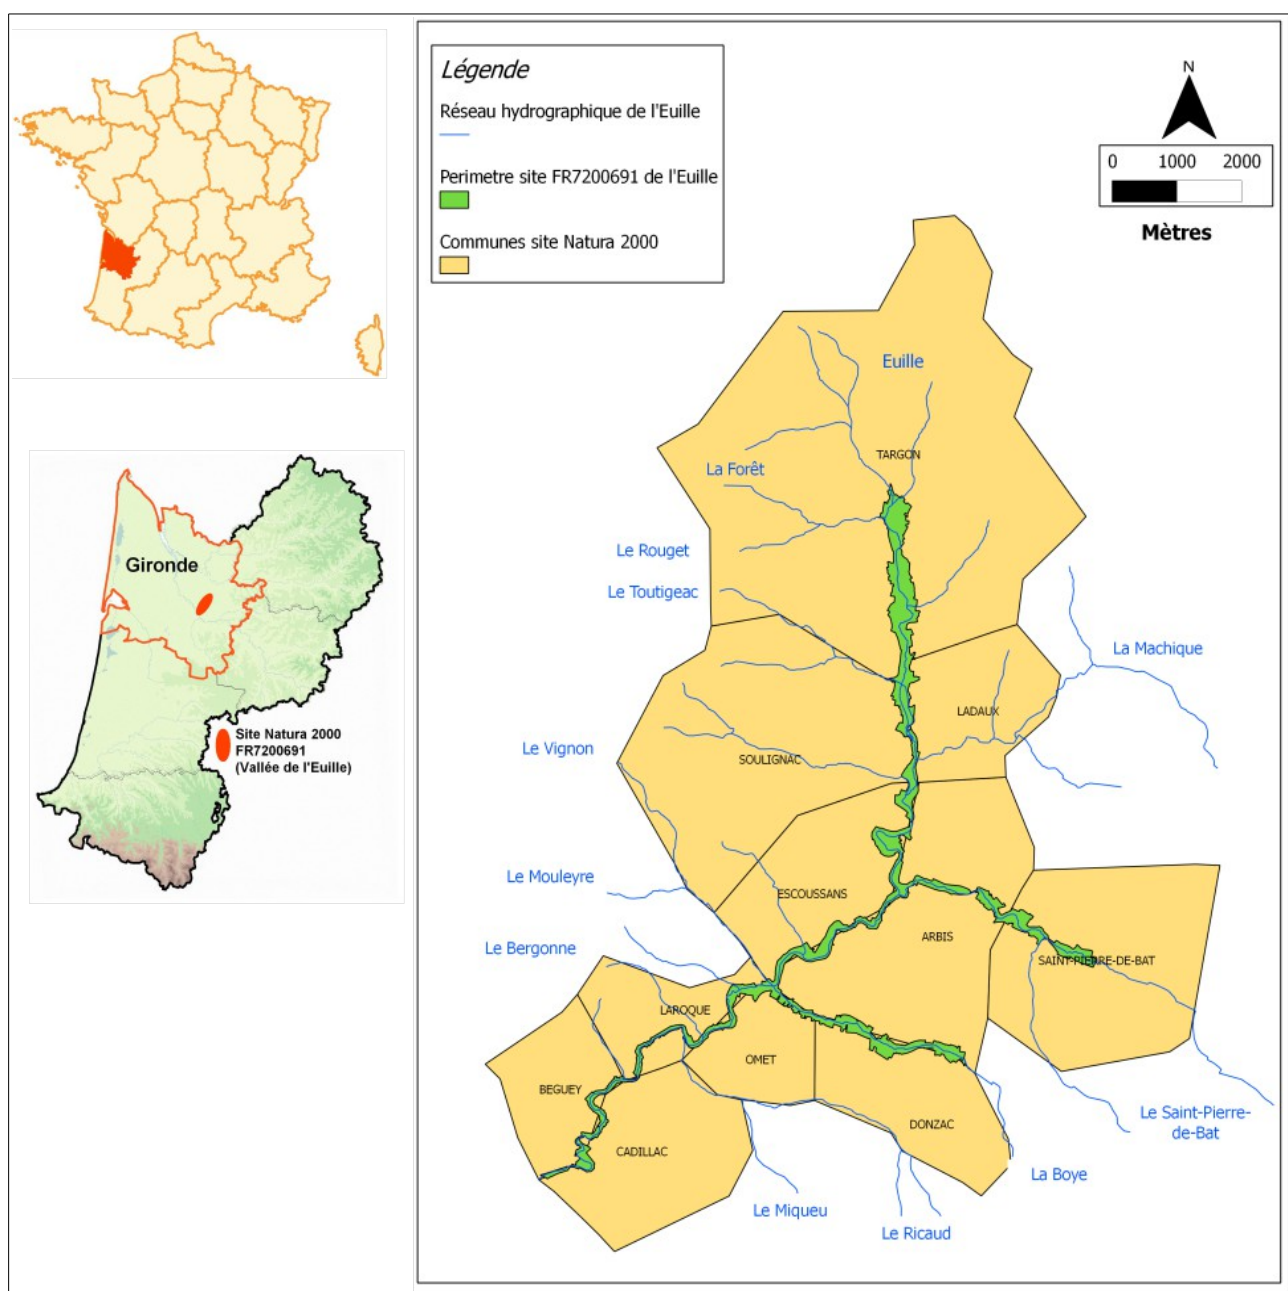 Légende
Réseau hydrographique de l'Euille
Perimetre site FR7200691 de l'Euille
Communes site Natura 2000
N
0 1000 2000
Mètres
Gironde
Site Natura 2000
FR7200691
(Vallée de l'Euille)
Euille
TARGON
La Forêt
Le Rouget
Le Toutigeac
La Machique
LADAUX
Le Vignon
SOULIGNAC
Le Mouleyre
ESCOUSSANS
ARBIS
Le Bergonne
SAINT-PIERRE-DE-BAT
LAROQUE
OMET
BEGUEY
DONZAC
Le Saint-Pierre-
de-Bat
CADILLAC
La Boye
Le Miqueu
Le Ricaud